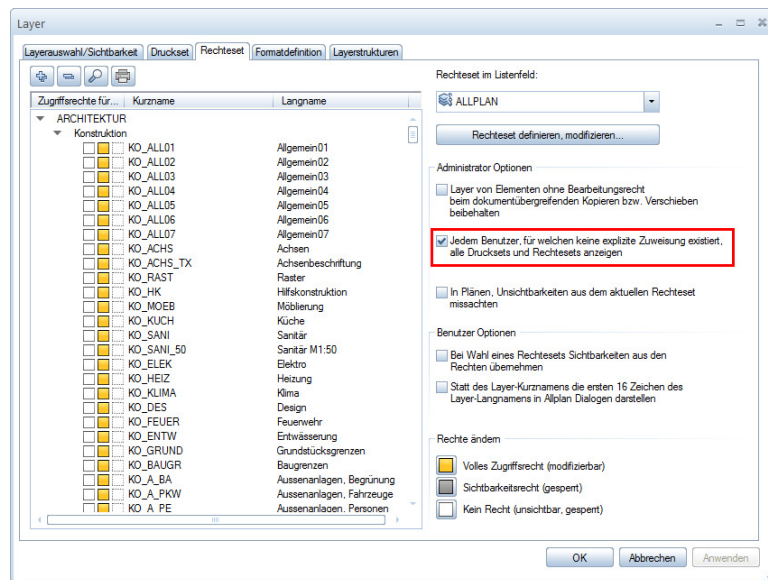 Layer
Layerauswahl/Sichtbarkeit Druckset Rechteset Formatdefinition Layerstrukturen
Rechteset im Listenfeld:
ALLPLAN
Rechteset definieren, modifizieren...
Zugriffsrechte für... Kurzname Langname
ARCHITEKTUR
Konstruktion
KO_ALL01 Allgemein01
KO_ALL02 Allgemein02
KO_ALL03 Allgemein03
KO_ALL04 Allgemein04
KO_ALL05 Allgemein05
KO_ALL06 Allgemein06
KO_ALL07 Allgemein07
KO_ACHS Achsen
KO_ACHS_TX Achsenbeschriftung
KO_RAST Raster
KO_HK Hilfskonstruktion
KO_MOEB Möblierung
KO_KUCH Küche
KO_SANI Sanitär
KO_SANI_50 Sanitär M1:50
KO_ELEK Elektro
KO_HEIZ Heizung
KO_KLIMA Klima
KO_DES Design
KO_FEUER Feuerwehr
KO_ENTW Entwässerung
KO_GRUND Grundstücksgrenzen
KO_BAUGR Baugrenzen
KO_A_BA Aussenanlagen, Begrünung
KO_A_PKW Aussenanlagen, Fahrzeuge
KO_A_PE Aussenanlagen, Personen
Administrator Optionen
Layer von Elementen ohne Bearbeitungsrecht
beim dokumentübergreifenden Kopieren bzw. Verschieben
beibehalten
Jedem Benutzer, für welchen keine explizite Zuweisung existiert,
alle Drucksets und Rechtesets anzeigen
In Plänen, Unsichtbarkeiten aus dem aktuellen Rechteset
missachten
Benutzer Optionen
Bei Wahl eines Rechtesets Sichtbarkeiten aus den
Rechten übernehmen
Statt des Layer-Kurznamens die ersten 16 Zeichen des
Layer-Langnamens in Allplan Dialogen darstellen
Rechte ändern
Volles Zugriffsrecht (modifizierbar)
Sichtbarkeitsrecht (gesperrt)
Kein Recht (unsichtbar, gesperrt)
OK Abbrechen Anwenden